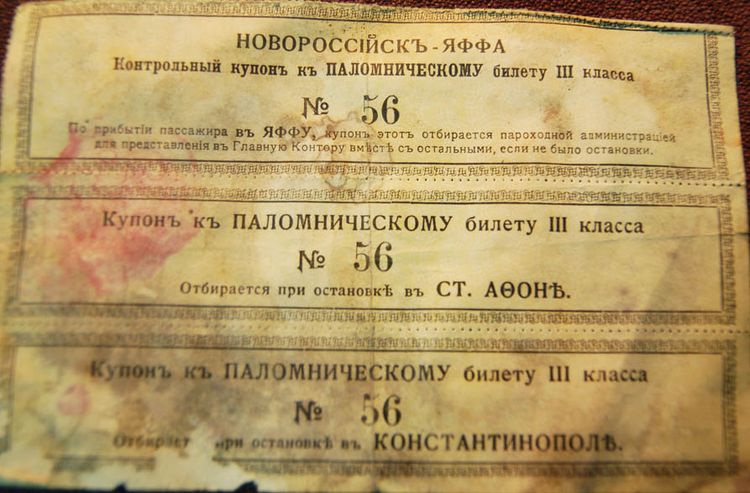 НОВОРОССІЙСКЪ-ЯФФА
Контрольный купонъ къ ПАЛОМНИЧЕСКОМУ билету III класса
№ 56
По прибытіи пассажира въ ЯФФУ, купонъ этотъ отбирается пароходной администраціей
для представленія въ Главную Контору вмѣстѣ съ остальными, если не было остановки.
Купонъ къ ПАЛОМНИЧЕСКОМУ билету III класса
№ 56
Отбирается при остановкѣ въ СТ. АѲОНѢ.
Купонъ къ ПАЛОМНИЧЕСКОМУ билету III класса
№ 56
Отбирает при остановкѣ въ КОНСТАНТИНОПОЛѢ.